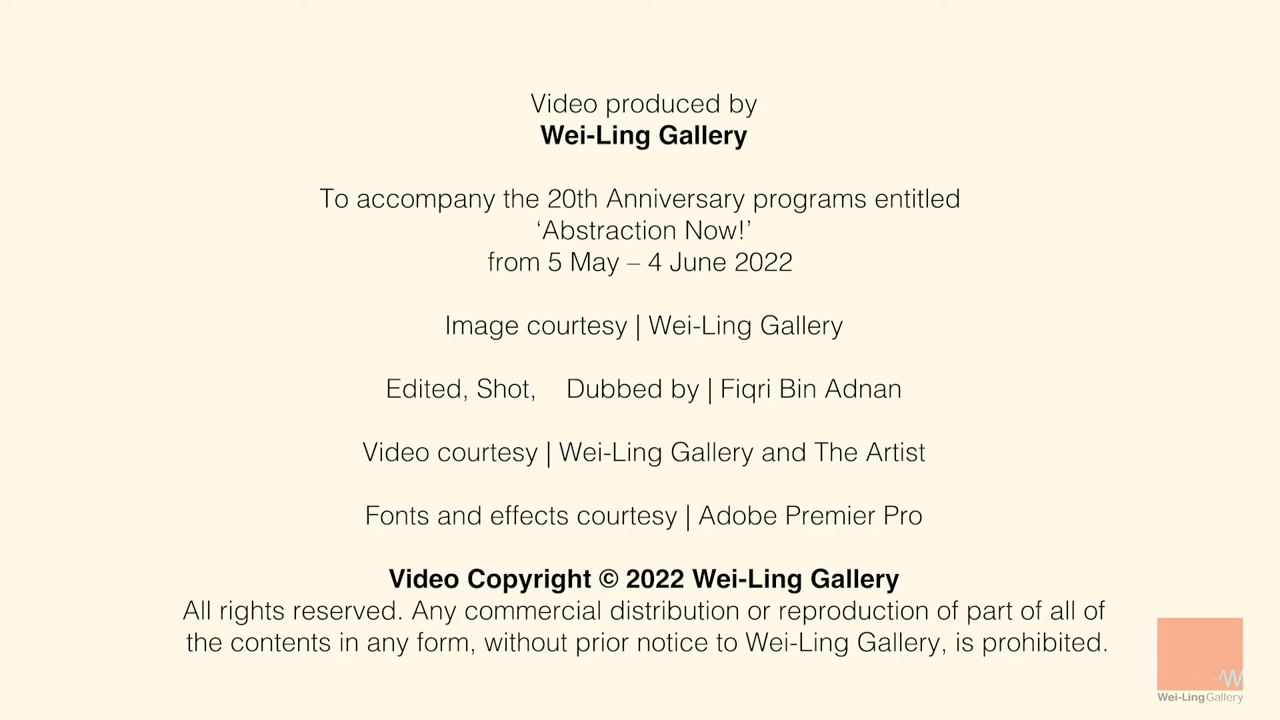 Video produced by
Wei-Ling Gallery
To accompany the 20th Anniversary programs entitled
‘Abstraction Now!’
from 5 May – 4 June 2022
Image courtesy | Wei-Ling Gallery
Edited, Shot, Dubbed by | Fiqri Bin Adnan
Video courtesy | Wei-Ling Gallery and The Artist
Fonts and effects courtesy | Adobe Premier Pro
Video Copyright © 2022 Wei-Ling Gallery
All rights reserved. Any commercial distribution or reproduction of part of all of
the contents in any form, without prior notice to Wei-Ling Gallery, is prohibited.
W
Wei-Ling Gallery